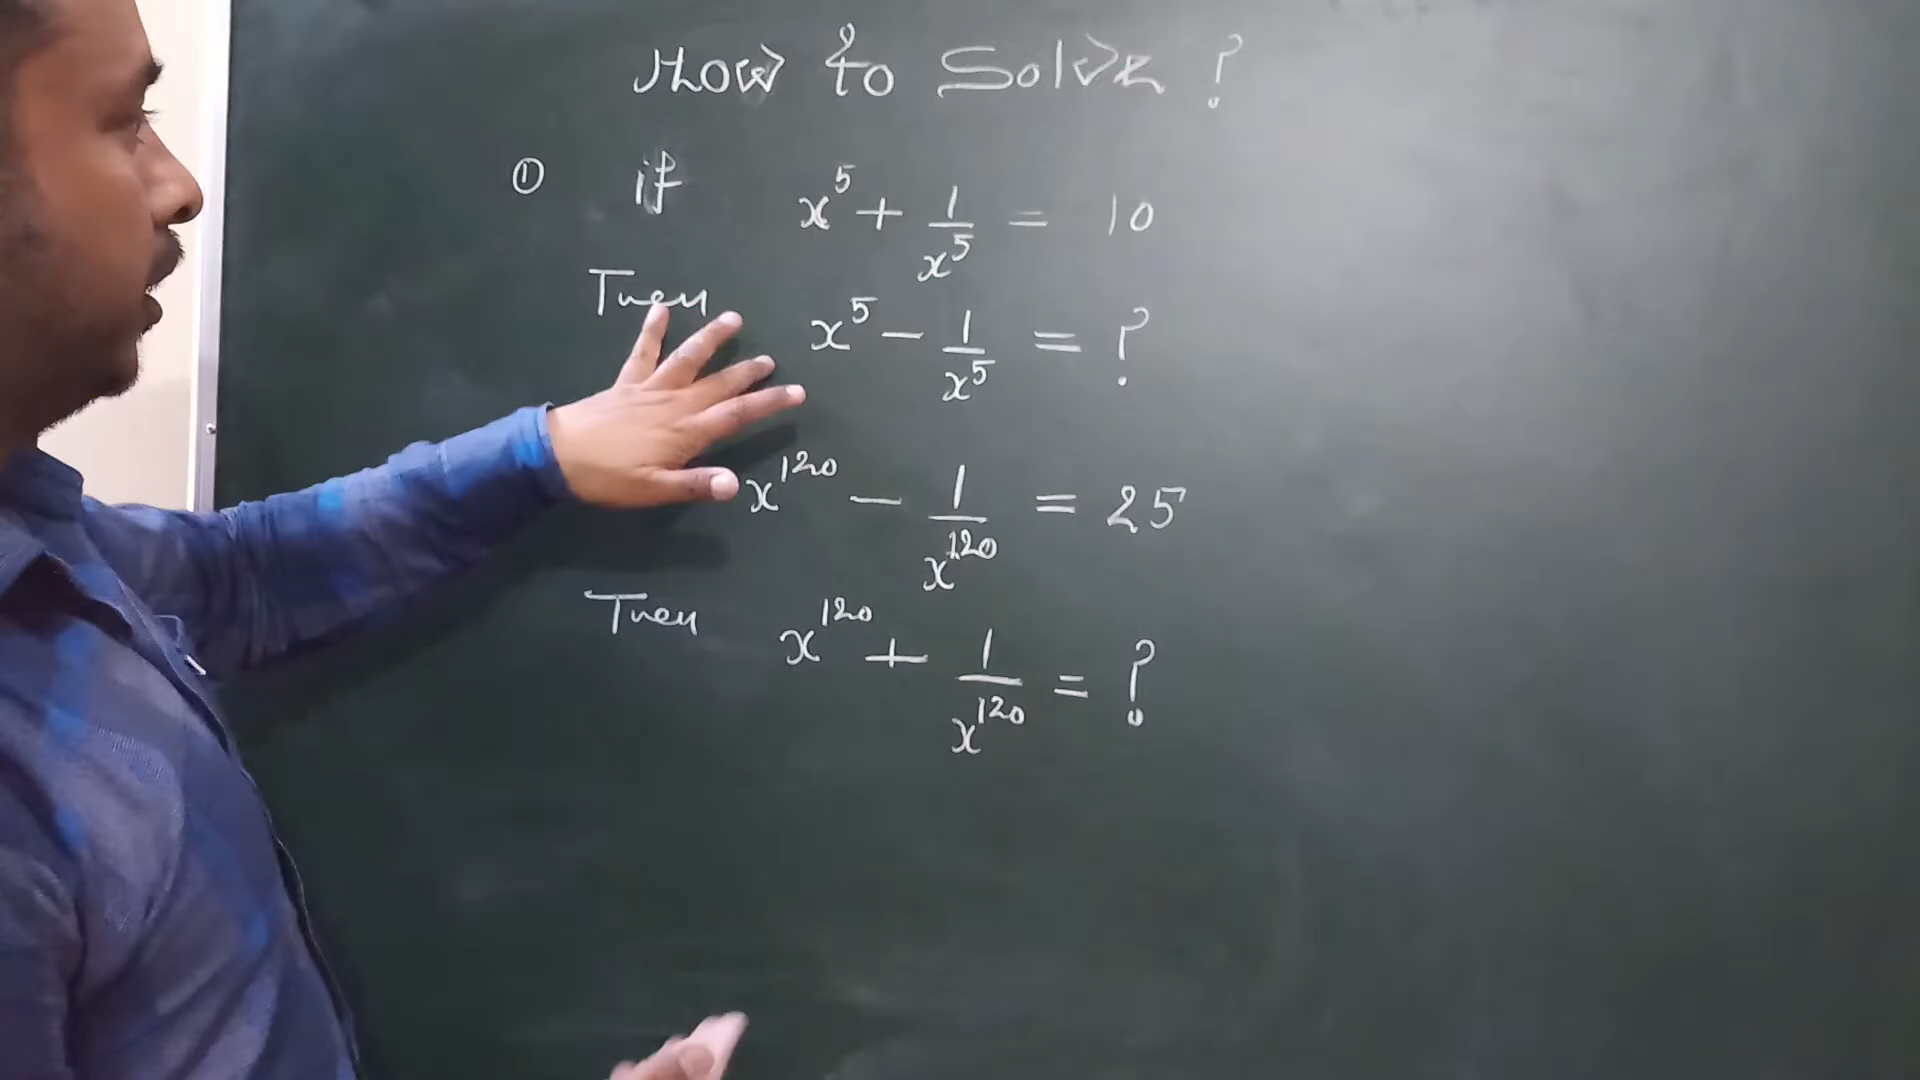 How to Solve ?
① if x⁵ + 1/x⁵ = 10
Then x⁵ - 1/x⁵ = ?
x¹²⁰ - 1/x¹²⁰ = 25
Then x¹²⁰ + 1/x¹²⁰ = ?